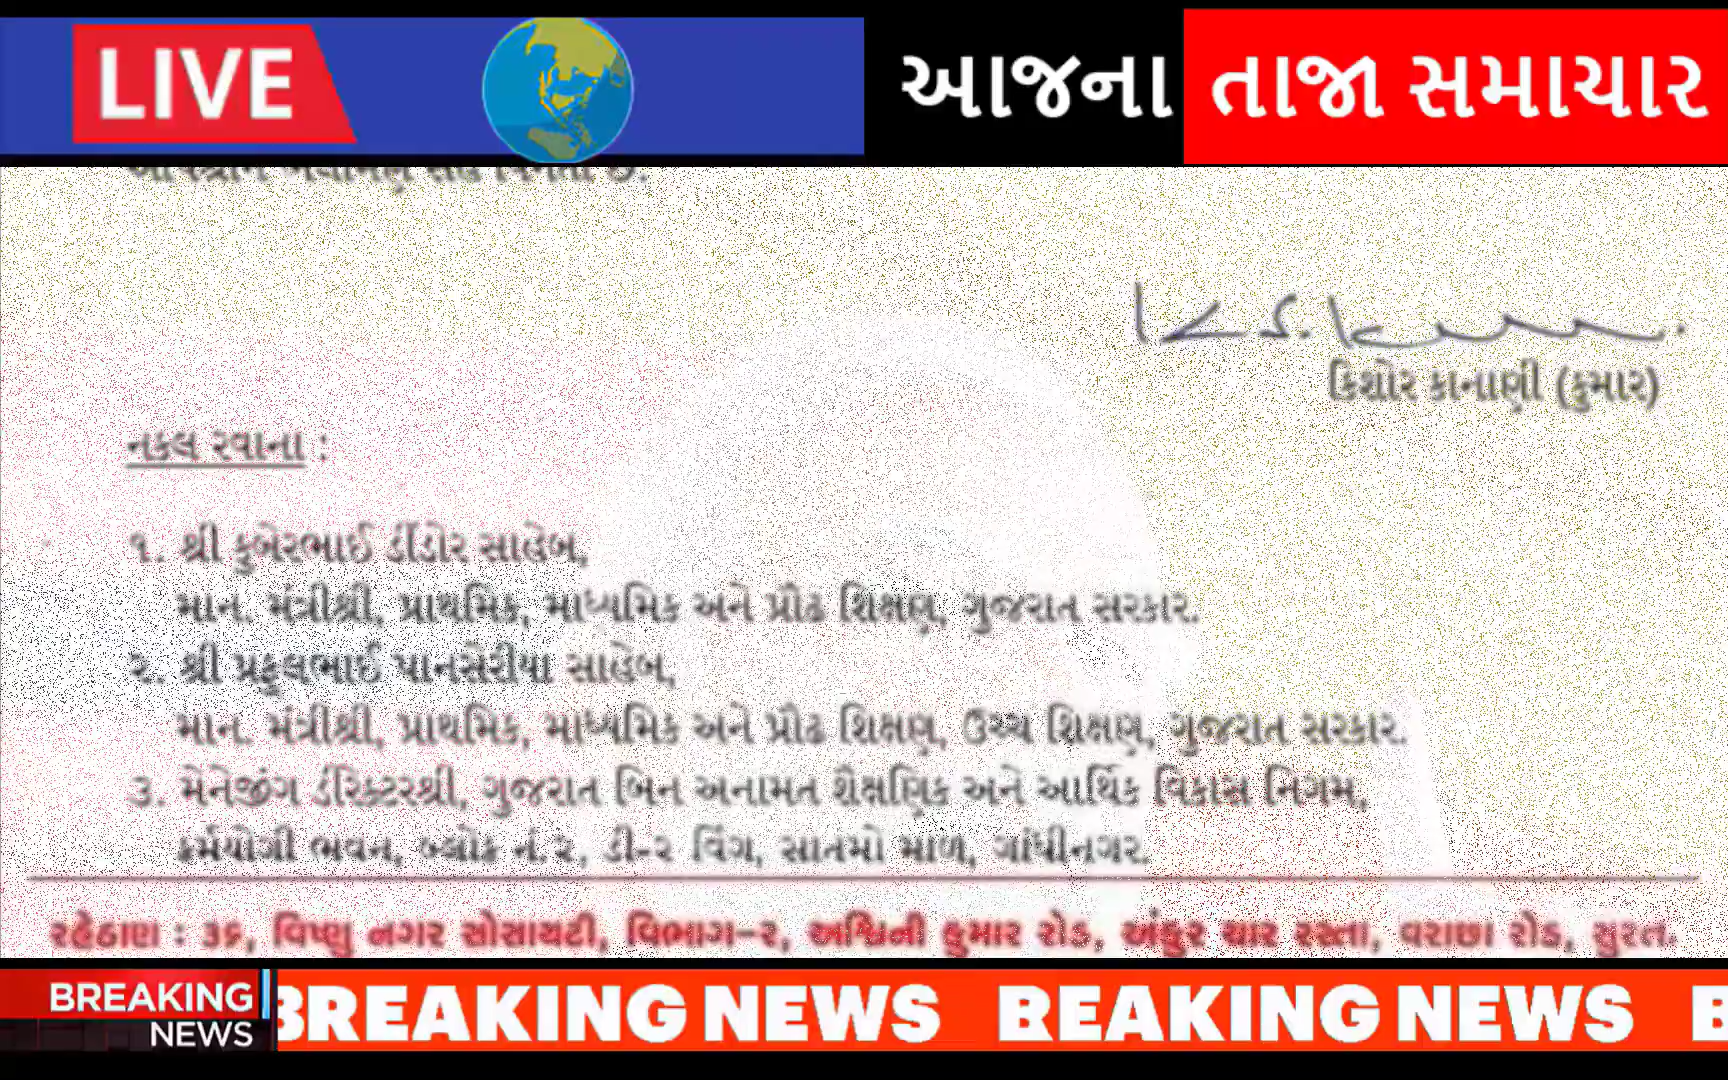 LIVE
આજના તાજા સમાચાર
કિશોર કાનાણી (કુમાર)
નકલ રવાના :
૧. શ્રી કુબેરભાઈ ડીંડોર સાહેબ,
માન. મંત્રીશ્રી, પ્રાથમિક, માધ્યમિક અને પ્રૌઢ શિક્ષણ, ગુજરાત સરકાર.
૨. શ્રી પ્રફુલભાઈ પાનસેરીયા સાહેબ,
માન. મંત્રીશ્રી, પ્રાથમિક, માધ્યમિક અને પ્રૌઢ શિક્ષણ, ઉચ્ચ શિક્ષણ, ગુજરાત સરકાર.
૩. મેનેજીંગ ડિરેક્ટરશ્રી, ગુજરાત બિન અનામત શૈક્ષણિક અને આર્થિક વિકાસ નિગમ,
કર્મયોગી ભવન, બ્લોક નં.૨, ડી-૨ વિંગ, સાતમો માળ, ગાંધીનગર.
રહેઠાણ : ૩૬, વિષ્ણુ નગર સોસાયટી, વિભાગ-૨, અશ્વિની કુમાર રોડ, અંકુર ચાર રસ્તા, વરાછા રોડ, સુરત.
BREAKING
NEWS
BREAKING NEWS BEAKING NEWS B